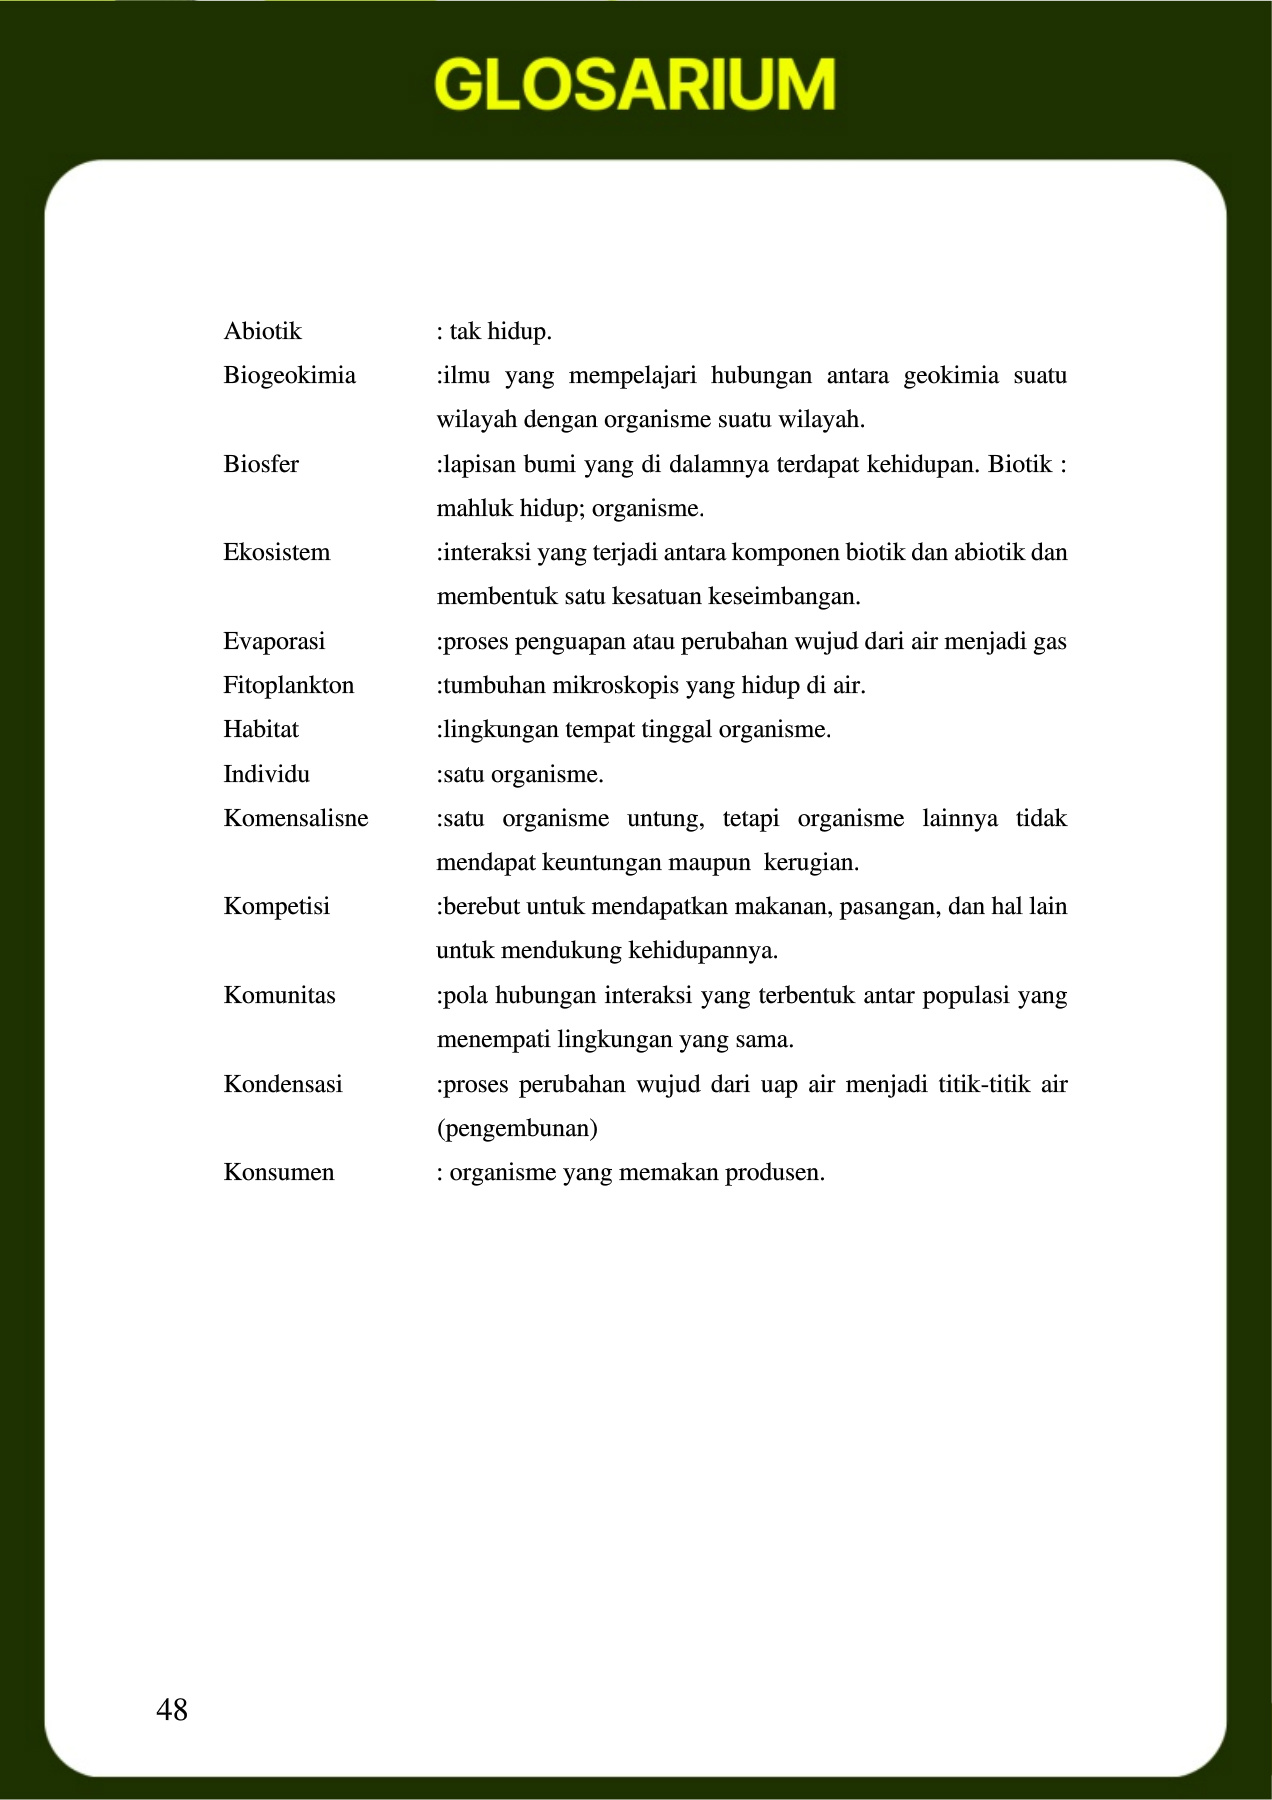 GLOSARIUM
Abiotik : tak hidup.
Biogeokimia :ilmu yang mempelajari hubungan antara geokimia suatu
wilayah dengan organisme suatu wilayah.
Biosfer :lapisan bumi yang di dalamnya terdapat kehidupan. Biotik :
mahluk hidup; organisme.
Ekosistem :interaksi yang terjadi antara komponen biotik dan abiotik dan
membentuk satu kesatuan keseimbangan.
Evaporasi :proses penguapan atau perubahan wujud dari air menjadi gas
Fitoplankton :tumbuhan mikroskopis yang hidup di air.
Habitat :lingkungan tempat tinggal organisme.
Individu :satu organisme.
Komensalisne :satu organisme untung, tetapi organisme lainnya tidak
mendapat keuntungan maupun  kerugian.
Kompetisi :berebut untuk mendapatkan makanan, pasangan, dan hal lain
untuk mendukung kehidupannya.
Komunitas :pola hubungan interaksi yang terbentuk antar populasi yang
menempati lingkungan yang sama.
Kondensasi :proses perubahan wujud dari uap air menjadi titik-titik air
(pengembunan)
Konsumen : organisme yang memakan produsen.
48